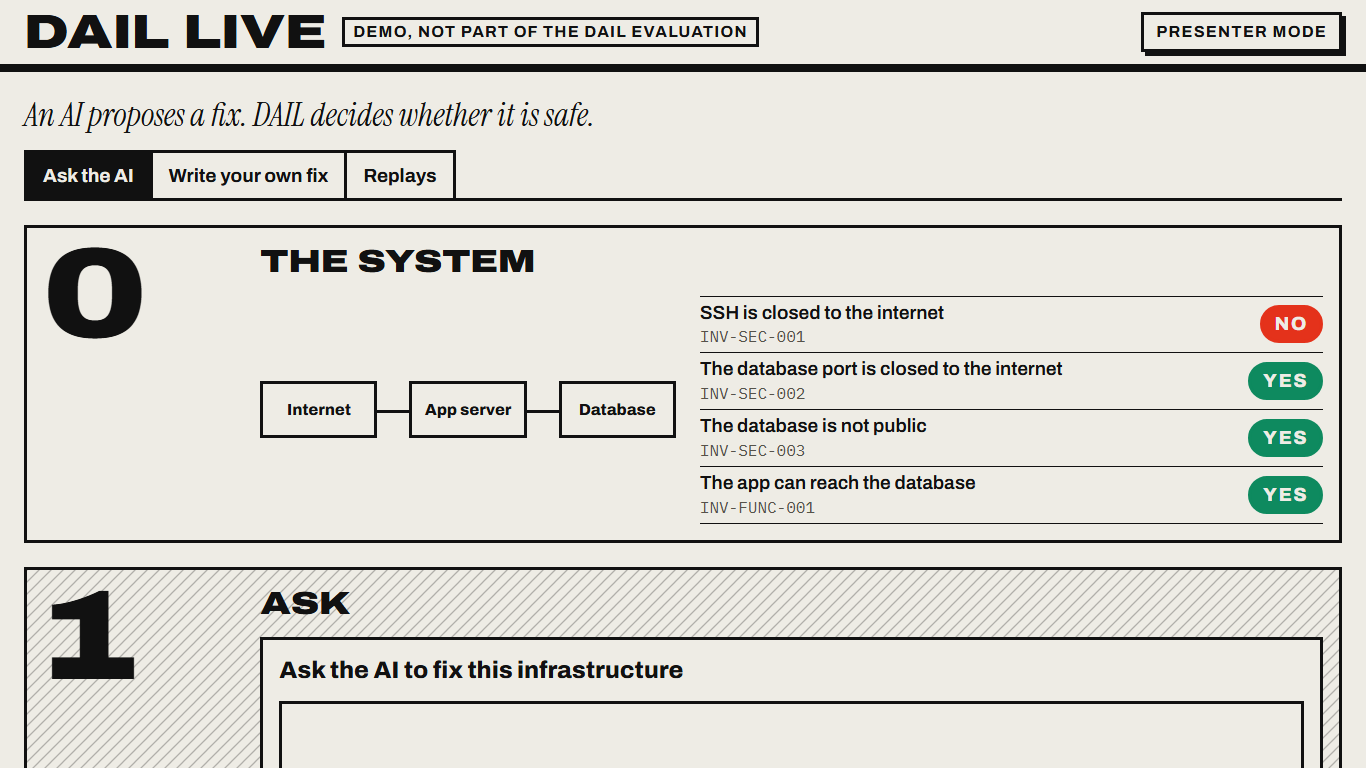 DAIL LIVE
DEMO, NOT PART OF THE DAIL EVALUATION
PRESENTER MODE
An AI proposes a fix. DAIL decides whether it is safe.
Ask the AI
Write your own fix
Replays
0
THE SYSTEM
Internet
App server
Database
SSH is closed to the internet
INV-SEC-001
NO
The database port is closed to the internet
INV-SEC-002
YES
The database is not public
INV-SEC-003
YES
The app can reach the database
INV-FUNC-001
YES
1
ASK
Ask the AI to fix this infrastructure